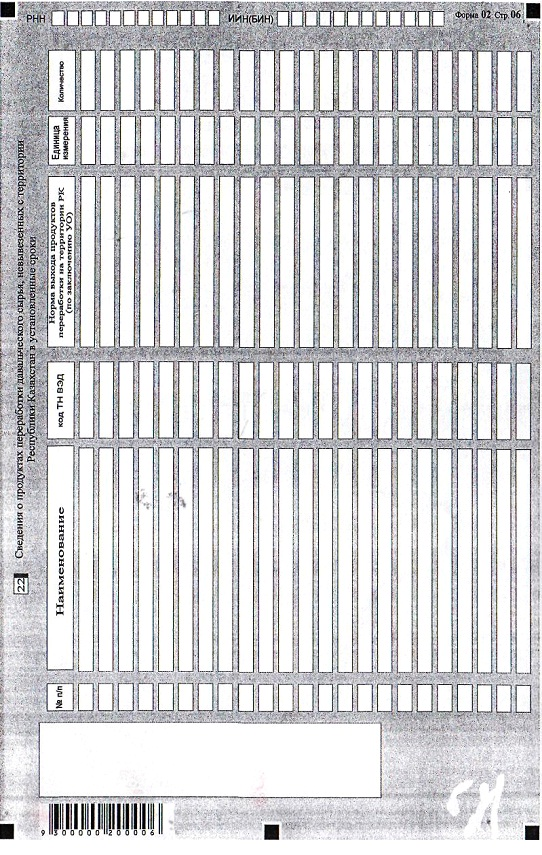 РНН
ИИН(БИН)
Форма 02 Стр. 06
22
Сведения о продуктах переработки давальческого сырья, невывезенных с территории
Республики Казахстан в установленные сроки
№ п/п
Наименование
код ТН ВЭД
Норма выхода продуктов
переработки на территории РК
(по заключению УО)
Единица
измерения
Количество
9 500000 200006